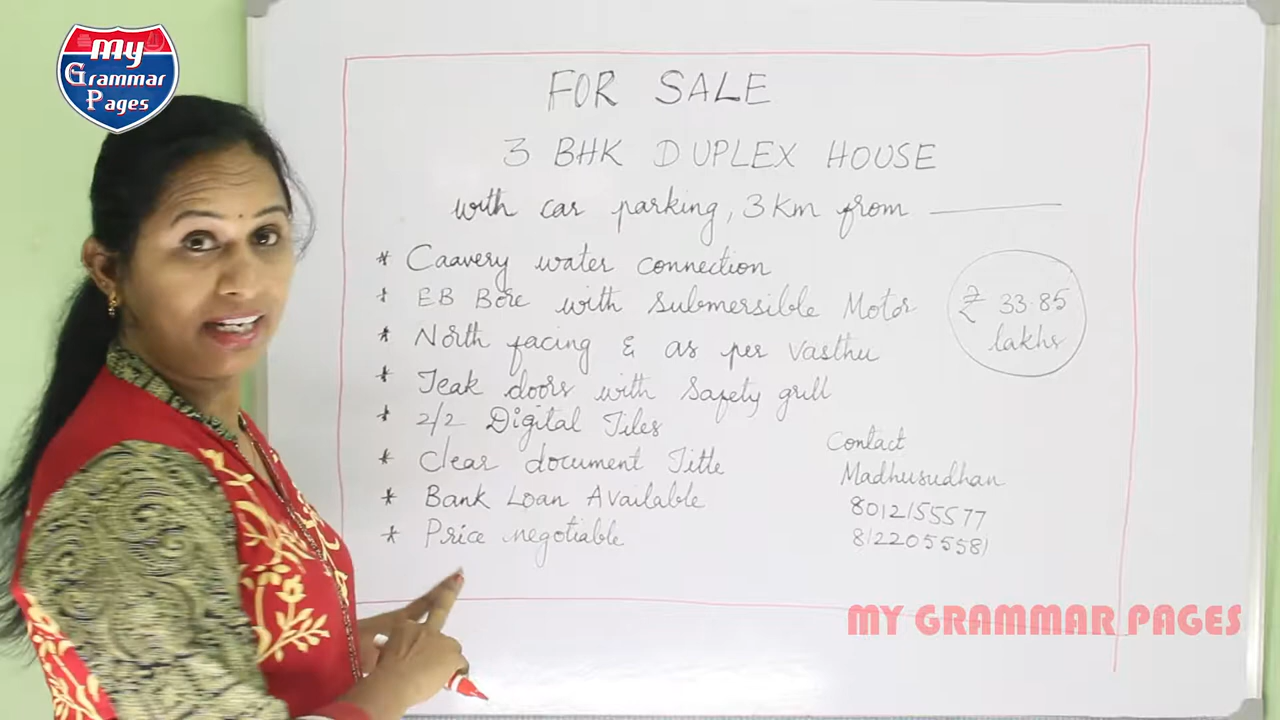 My
Grammar
Pages
FOR SALE
3 BHK DUPLEX HOUSE
with car parking, 3 Km from
* Caavery water connection
* EB Bore with submersible Motor
* North facing & as per vasthu
* Teak doors with safety grill
* 2/2 Digital Tiles
* Clear document Title
* Bank Loan Available
* Price negotiable
₹ 33.85
lakhs
Contact
Madhusudhan
8012155577
8122055581
MY GRAMMAR PAGES